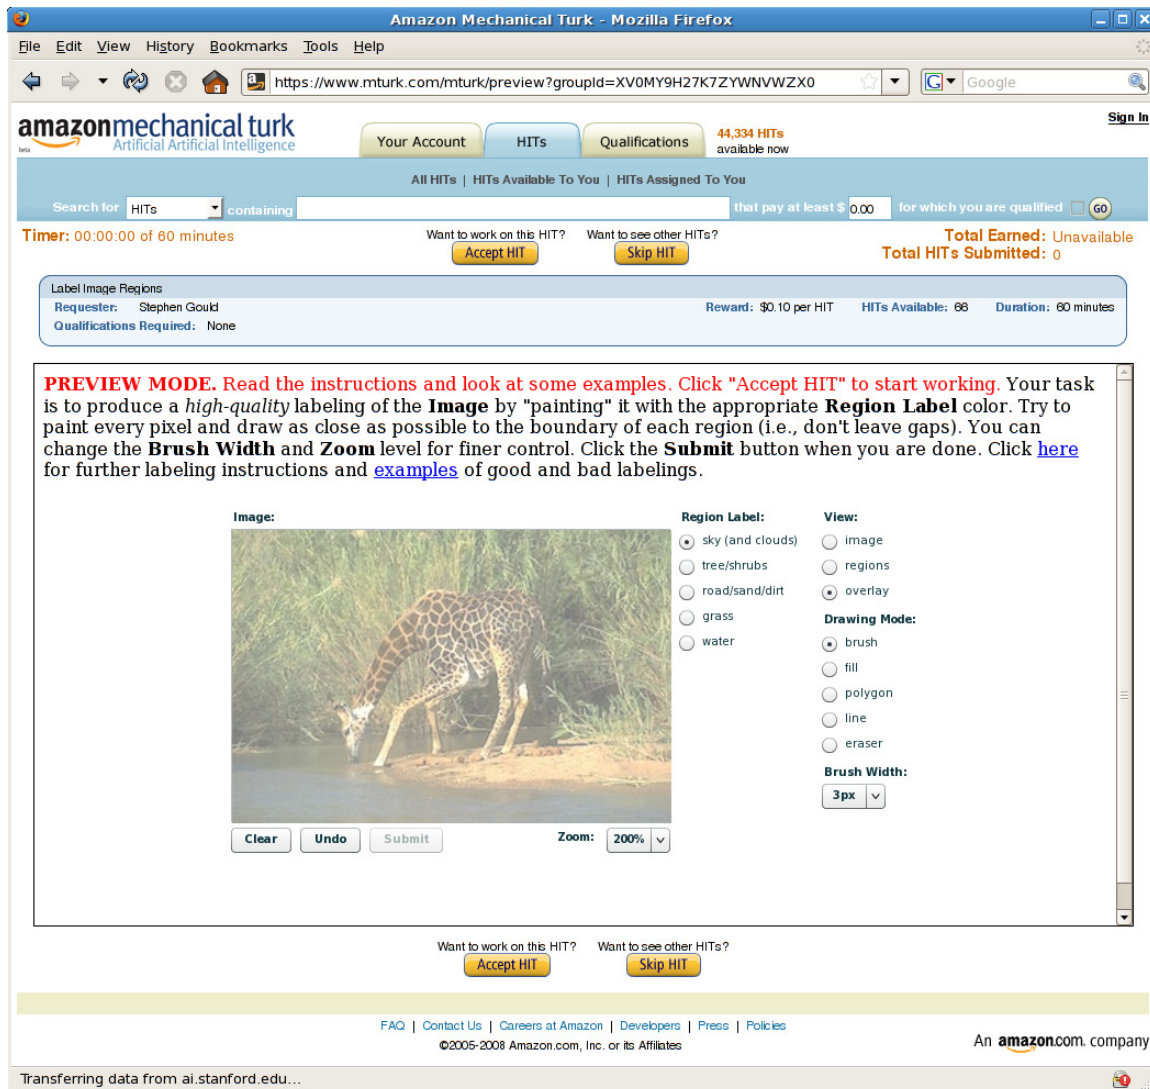 Amazon Mechanical Turk - Mozilla Firefox
File Edit View History Bookmarks Tools Help
https://www.mturk.com/mturk/preview?groupId=XV0MY9H27K7ZYWNVWZX0 G Google
Sign In
amazonmechanical turk
beta Artificial Artificial Intelligence
Your Account HITs Qualifications 44,334 HITs
available now
All HITs | HITs Available To You | HITs Assigned To You
Search for HITs containing that pay at least $ 0.00 for which you are qualified GO
Timer: 00:00:00 of 60 minutes Want to work on this HIT? Want to see other HITs? Total Earned: Unavailable
Accept HIT Skip HIT Total HITs Submitted: 0
Label Image Regions
Requester: Stephen Gould Reward: $0.10 per HIT HITs Available: 66 Duration: 60 minutes
Qualifications Required: None
PREVIEW MODE. Read the instructions and look at some examples. Click "Accept HIT" to start working. Your task
is to produce a high-quality labeling of the Image by "painting" it with the appropriate Region Label color. Try to
paint every pixel and draw as close as possible to the boundary of each region (i.e., don't leave gaps). You can
change the Brush Width and Zoom level for finer control. Click the Submit button when you are done. Click here
for further labeling instructions and examples of good and bad labelings.
Image: Region Label: View:
sky (and clouds) image
tree/shrubs regions
road/sand/dirt overlay
grass Drawing Mode:
water brush
fill
polygon
line
eraser
Brush Width:
3px
Clear Undo Submit Zoom: 200%
Want to work on this HIT? Want to see other HITs?
Accept HIT Skip HIT
FAQ | Contact Us | Careers at Amazon | Developers | Press | Policies
©2005-2008 Amazon.com, Inc. or its Affiliates An amazon.com. company
Transferring data from ai.stanford.edu...